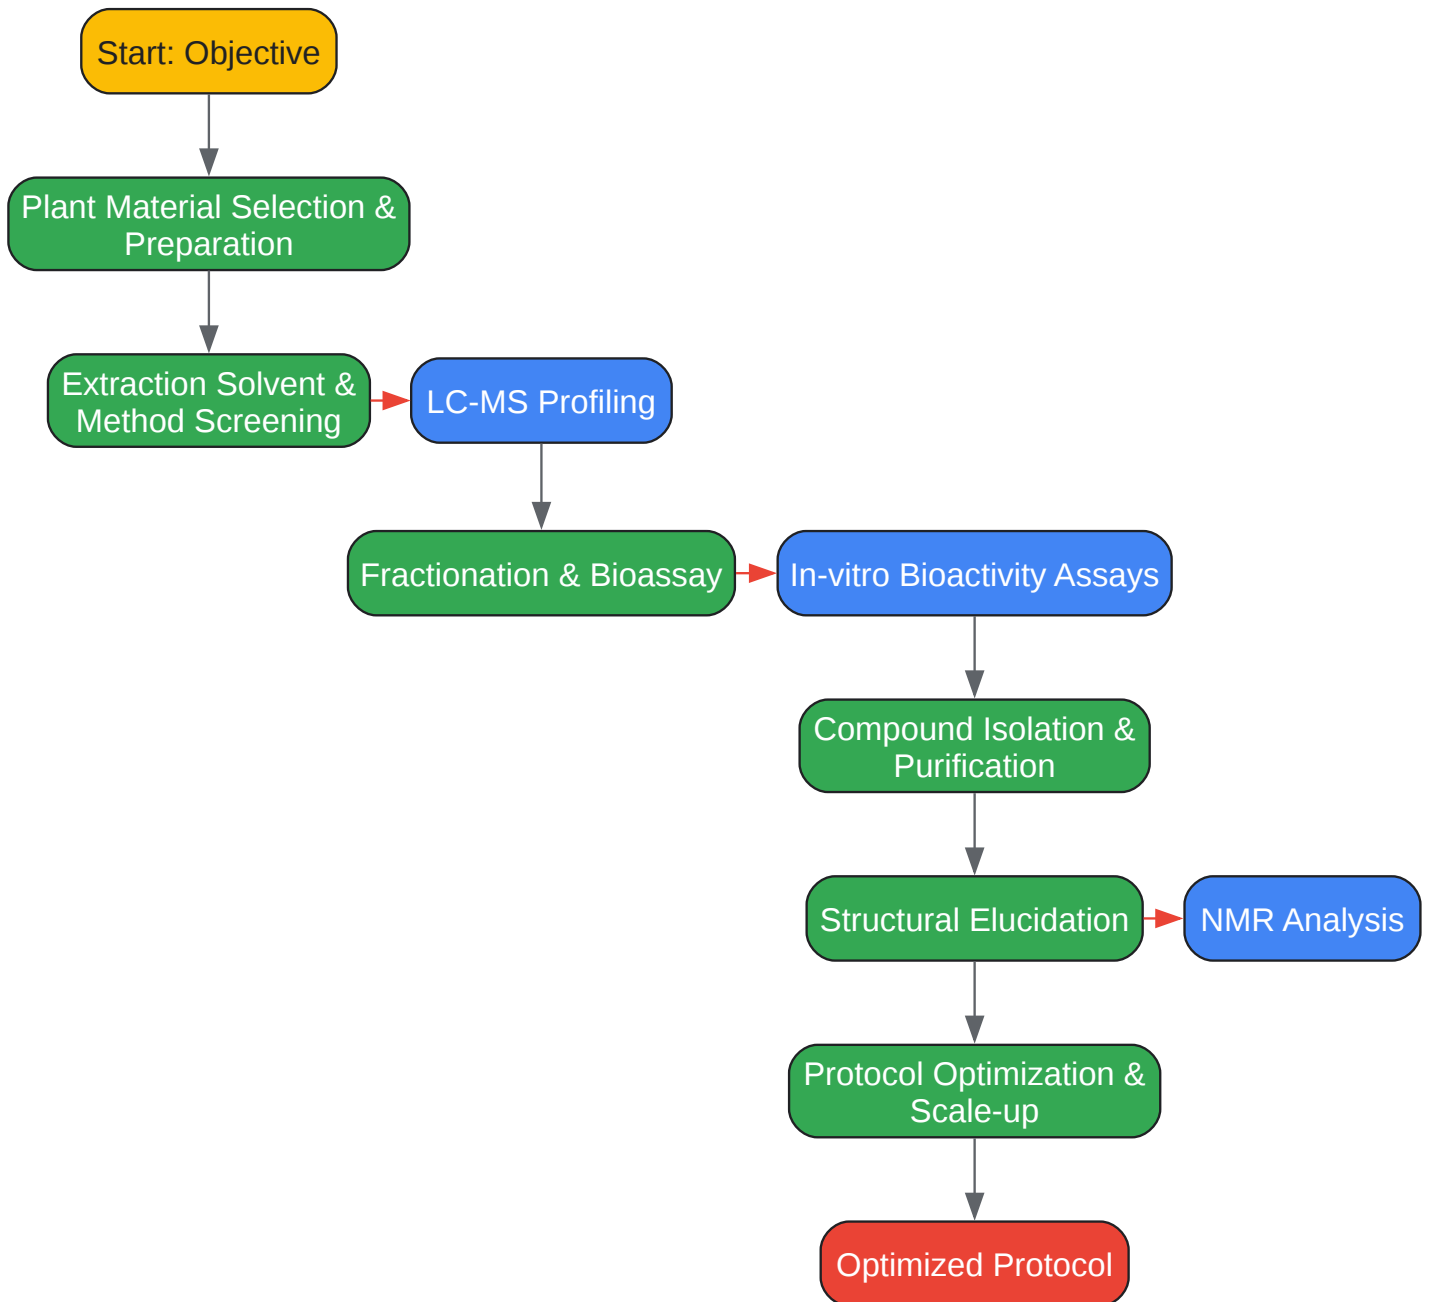 Start: Objective
Plant Material Selection &
Preparation
Extraction Solvent &
Method Screening
LC-MS Profiling
Fractionation & Bioassay
In-vitro Bioactivity Assays
Compound Isolation &
Purification
Structural Elucidation
NMR Analysis
Protocol Optimization &
Scale-up
Optimized Protocol